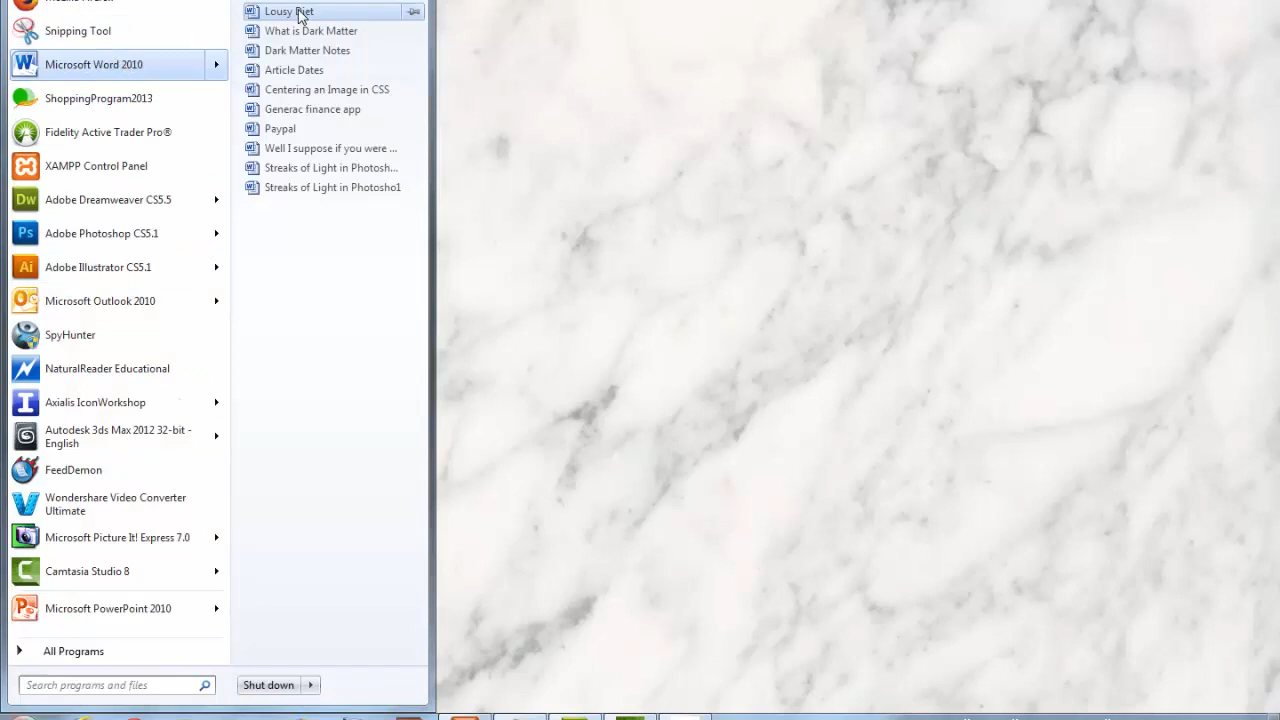 Snipping Tool
Microsoft Word 2010
ShoppingProgram2013
Fidelity Active Trader Pro®
XAMPP Control Panel
Adobe Dreamweaver CS5.5
Adobe Photoshop CS5.1
Adobe Illustrator CS5.1
Microsoft Outlook 2010
SpyHunter
NaturalReader Educational
Axialis IconWorkshop
Autodesk 3ds Max 2012 32-bit -
English
FeedDemon
Wondershare Video Converter
Ultimate
Microsoft Picture It! Express 7.0
Camtasia Studio 8
Microsoft PowerPoint 2010
All Programs
Search programs and files
Lousy Diet
What is Dark Matter
Dark Matter Notes
Article Dates
Centering an Image in CSS
Generac finance app
Paypal
Well I suppose if you were ...
Streaks of Light in Photosh...
Streaks of Light in Photosho1
Shut down